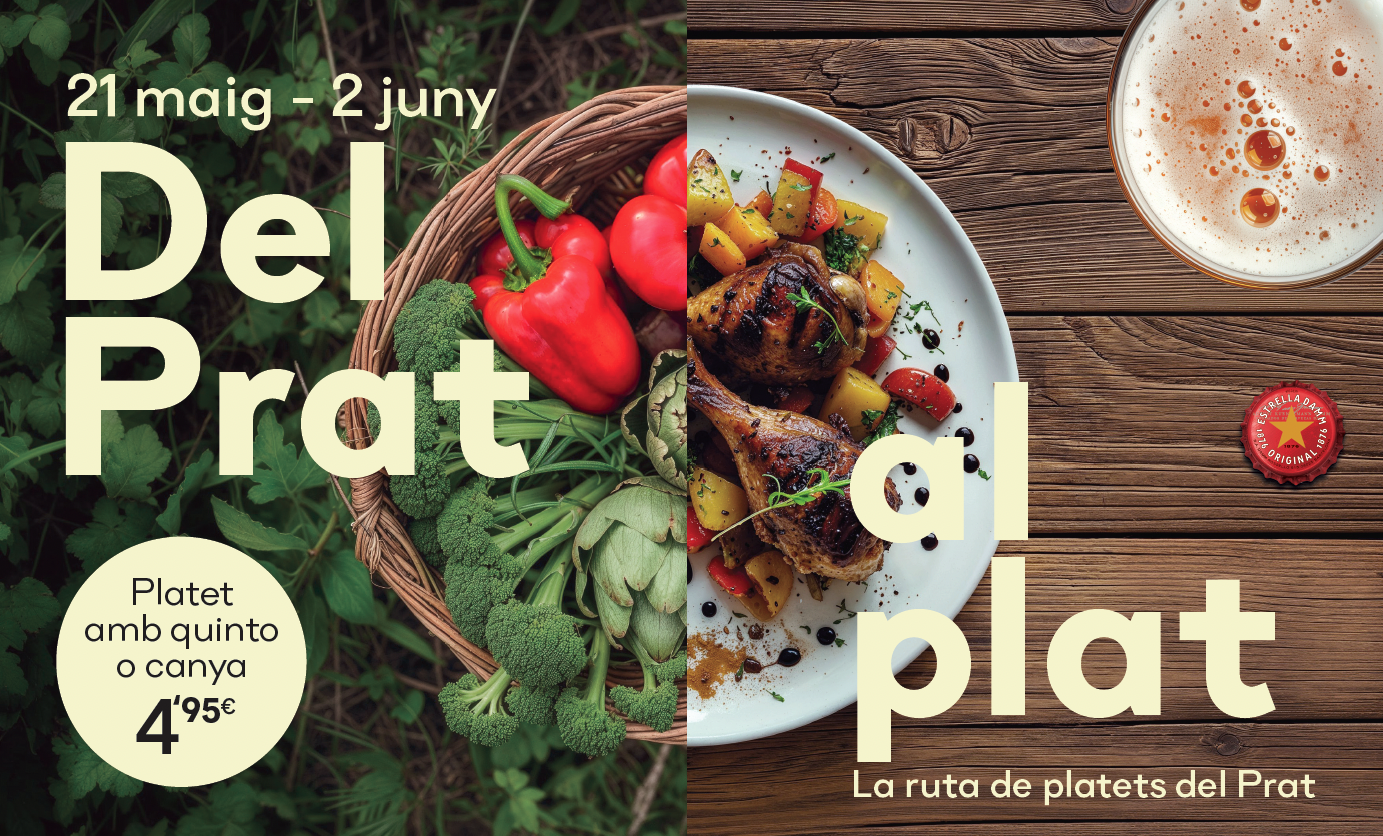 21 maig - 2 juny
Del
Prat
al
plat
Platet
amb quinto
o canya
4'95€
La ruta de platets del Prat
ESTRELLA DAMM
1876
1876
1876
ORIGINAL